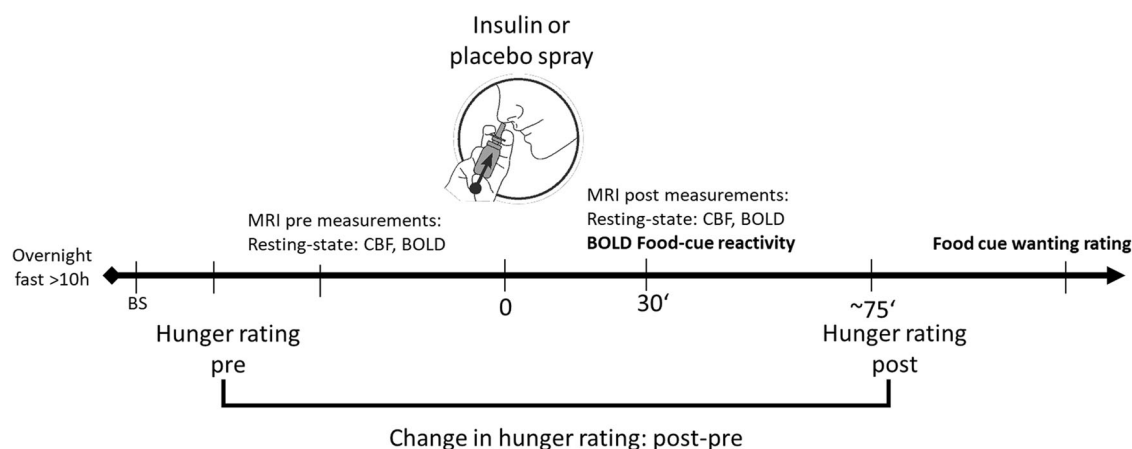 Insulin or
placebo spray
MRI pre measurements:
Resting-state: CBF, BOLD
MRI post measurements:
Resting-state: CBF, BOLD
BOLD Food-cue reactivity
Food cue wanting rating
Overnight
fast >10h
BS
0
30‘
~75‘
Hunger rating
pre
Hunger rating
post
Change in hunger rating: post-pre